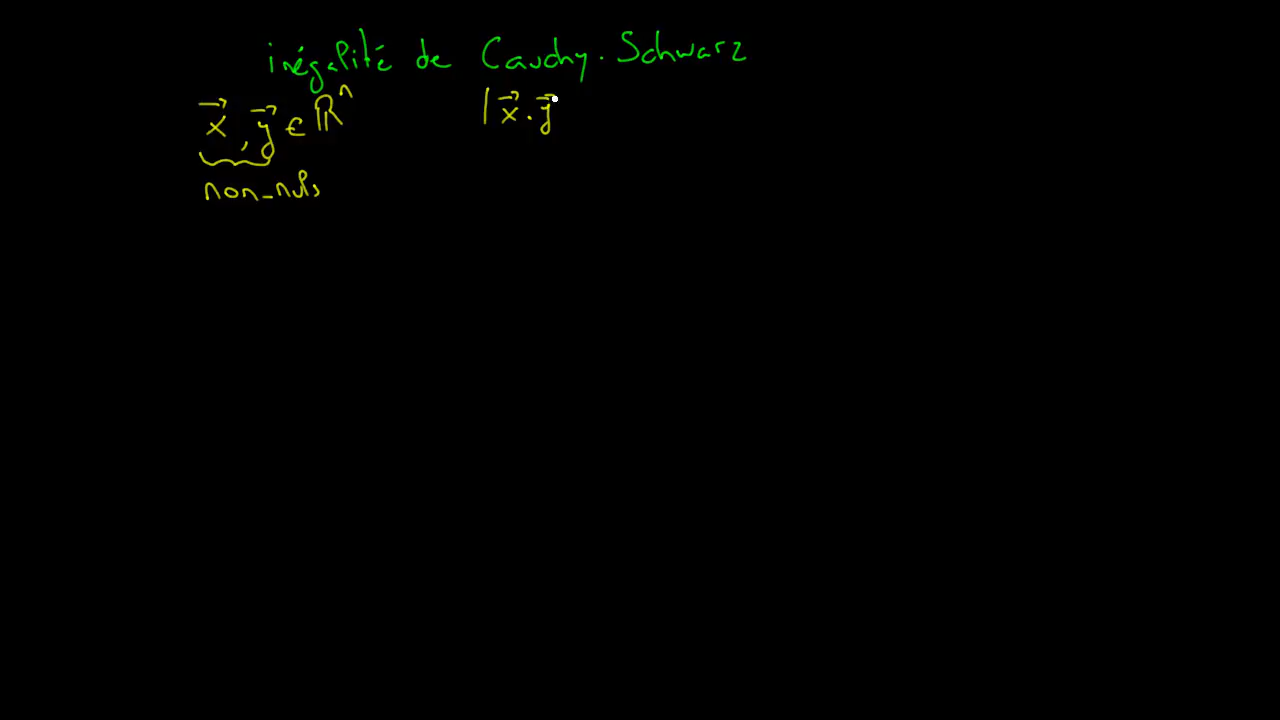 inégalité de Cauchy-Schwarz
x⃗, y⃗ ∈ ℝⁿ |x⃗.y⃗
non-nuls